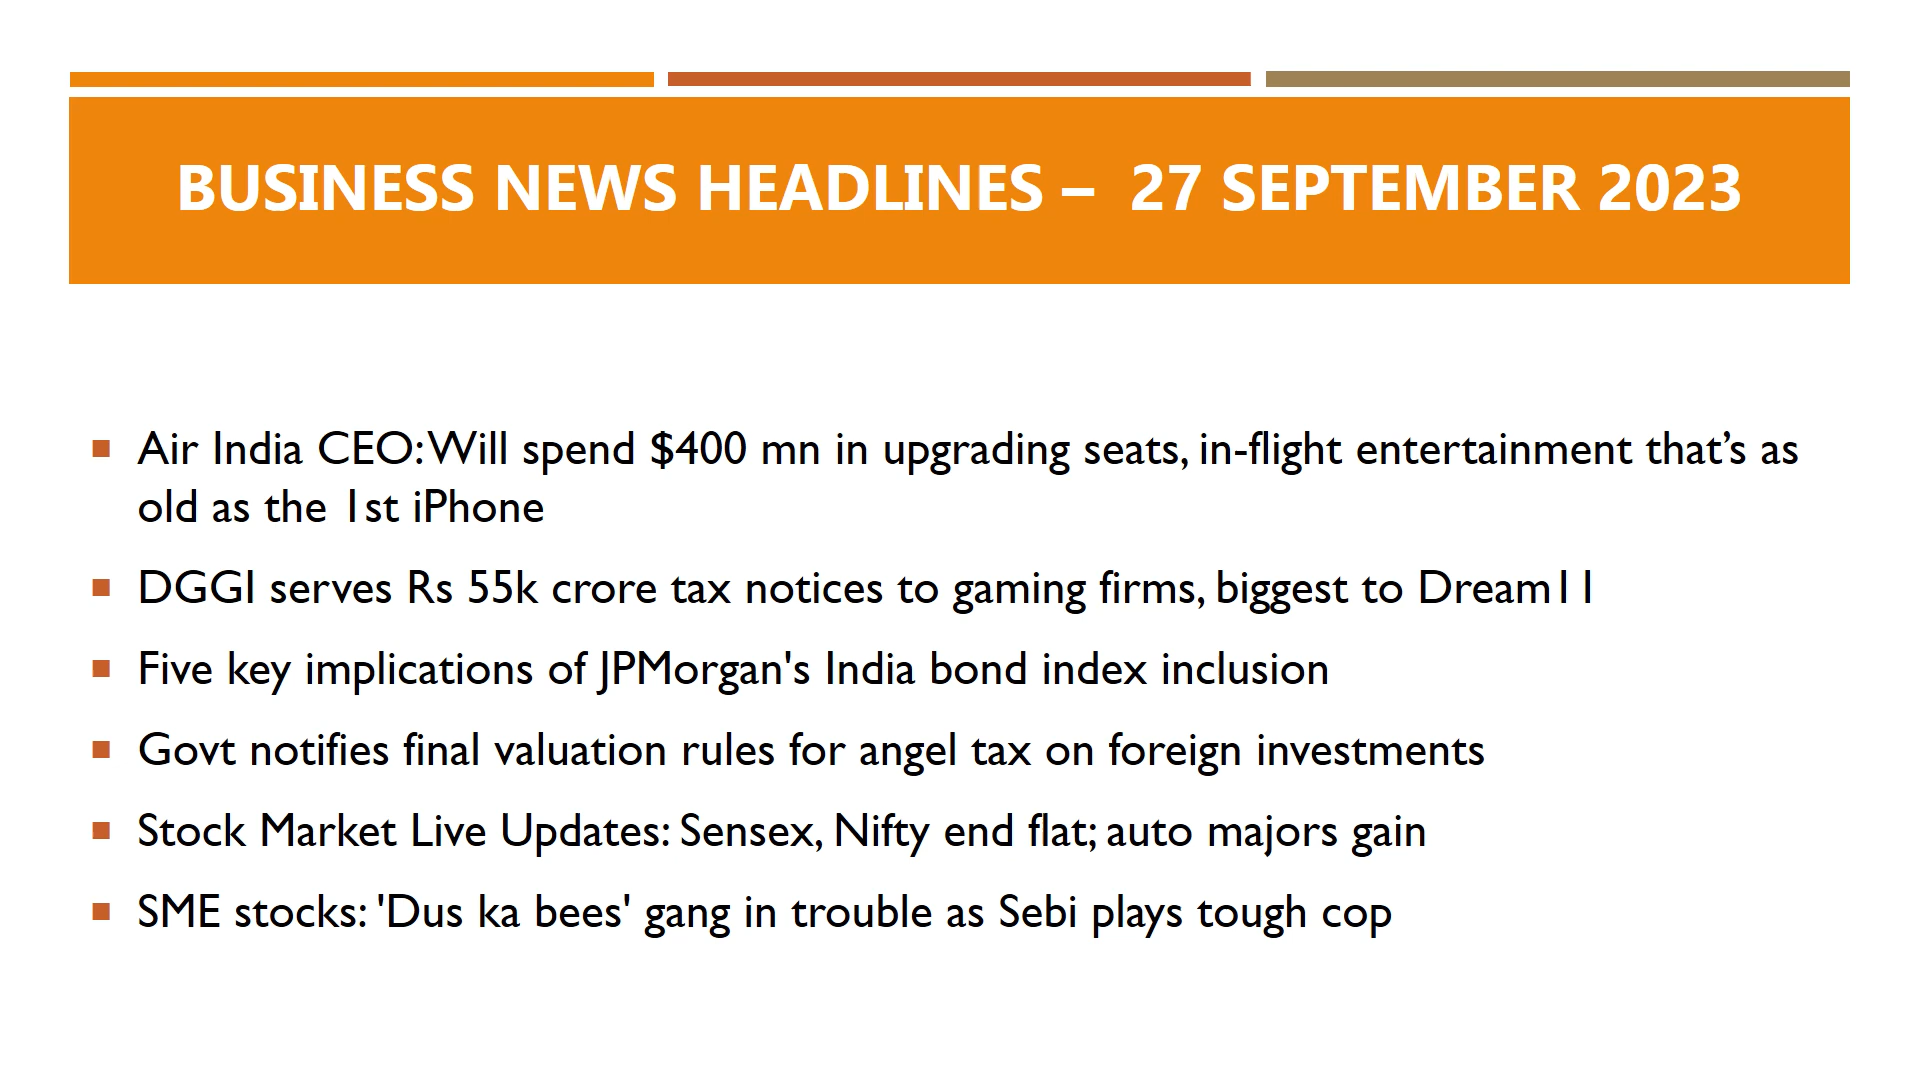 BUSINESS NEWS HEADLINES – 27 SEPTEMBER 2023
Air India CEO: Will spend $400 mn in upgrading seats, in-flight entertainment that’s as
old as the 1st iPhone
DGGI serves Rs 55k crore tax notices to gaming firms, biggest to Dream11
Five key implications of JPMorgan's India bond index inclusion
Govt notifies final valuation rules for angel tax on foreign investments
Stock Market Live Updates: Sensex, Nifty end flat; auto majors gain
SME stocks: 'Dus ka bees' gang in trouble as Sebi plays tough cop